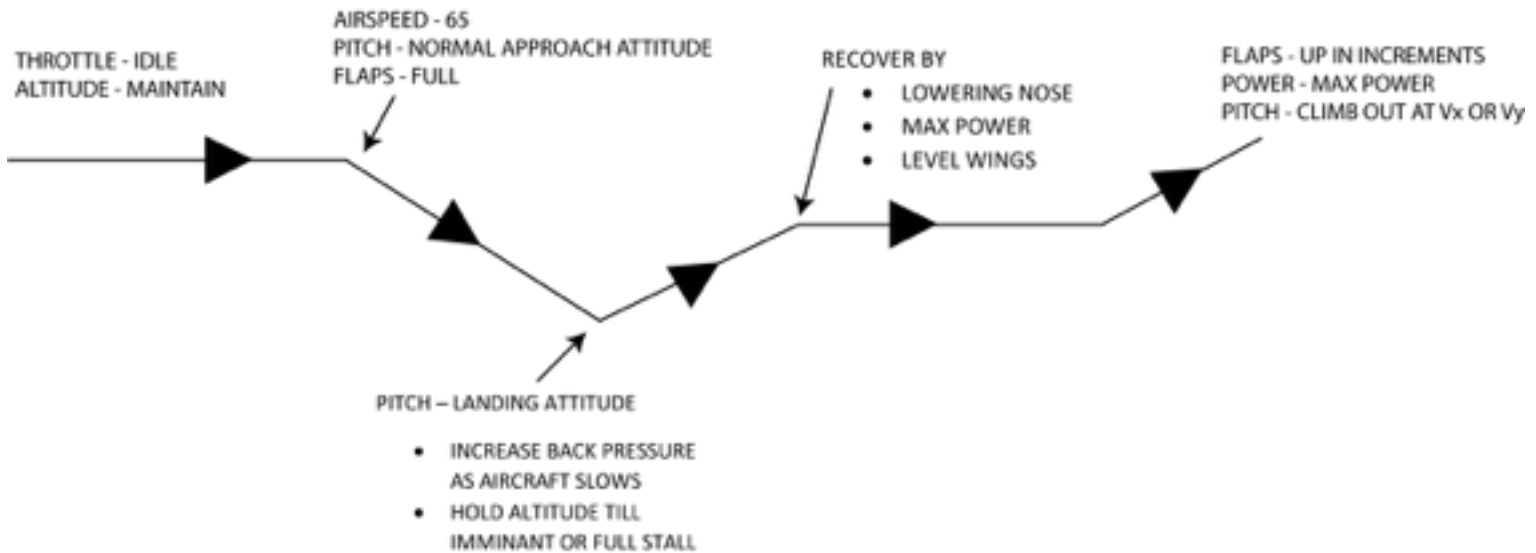 THROTTLE - IDLE
ALTITUDE - MAINTAIN
AIRSPEED - 65
PITCH - NORMAL APPROACH ATTITUDE
FLAPS - FULL
PITCH – LANDING ATTITUDE
• INCREASE BACK PRESSURE
AS AIRCRAFT SLOWS
• HOLD ALTITUDE TILL
IMMINANT OR FULL STALL
RECOVER BY
• LOWERING NOSE
• MAX POWER
• LEVEL WINGS
FLAPS - UP IN INCREMENTS
POWER - MAX POWER
PITCH - CLIMB OUT AT Vx OR Vy